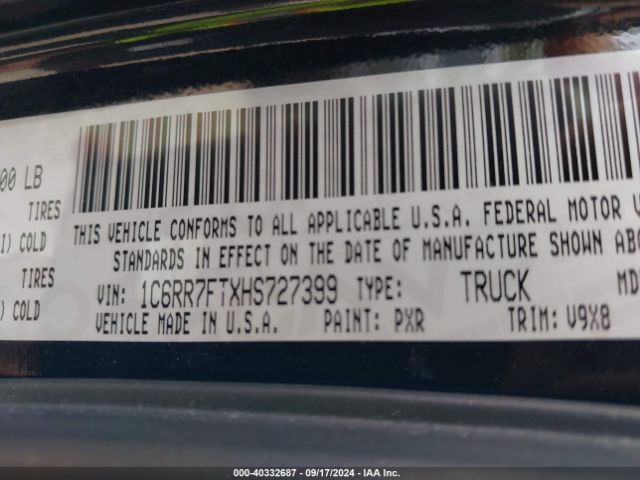 00 LB
TIRES
I) COLD
TIRES
) COLD
THIS VEHICLE CONFORMS TO ALL APPLICABLE U.S.A. FEDERAL MOTOR V
STANDARDS IN EFFECT ON THE DATE OF MANUFACTURE SHOWN ABO
VIN: 1C6RR7FTXHS727399 TYPE: TRUCK MD
VEHICLE MADE IN U.S.A. PAINT: PXR TRIM: V9X8
000-40332687 - 09/17/2024 - IAA Inc.